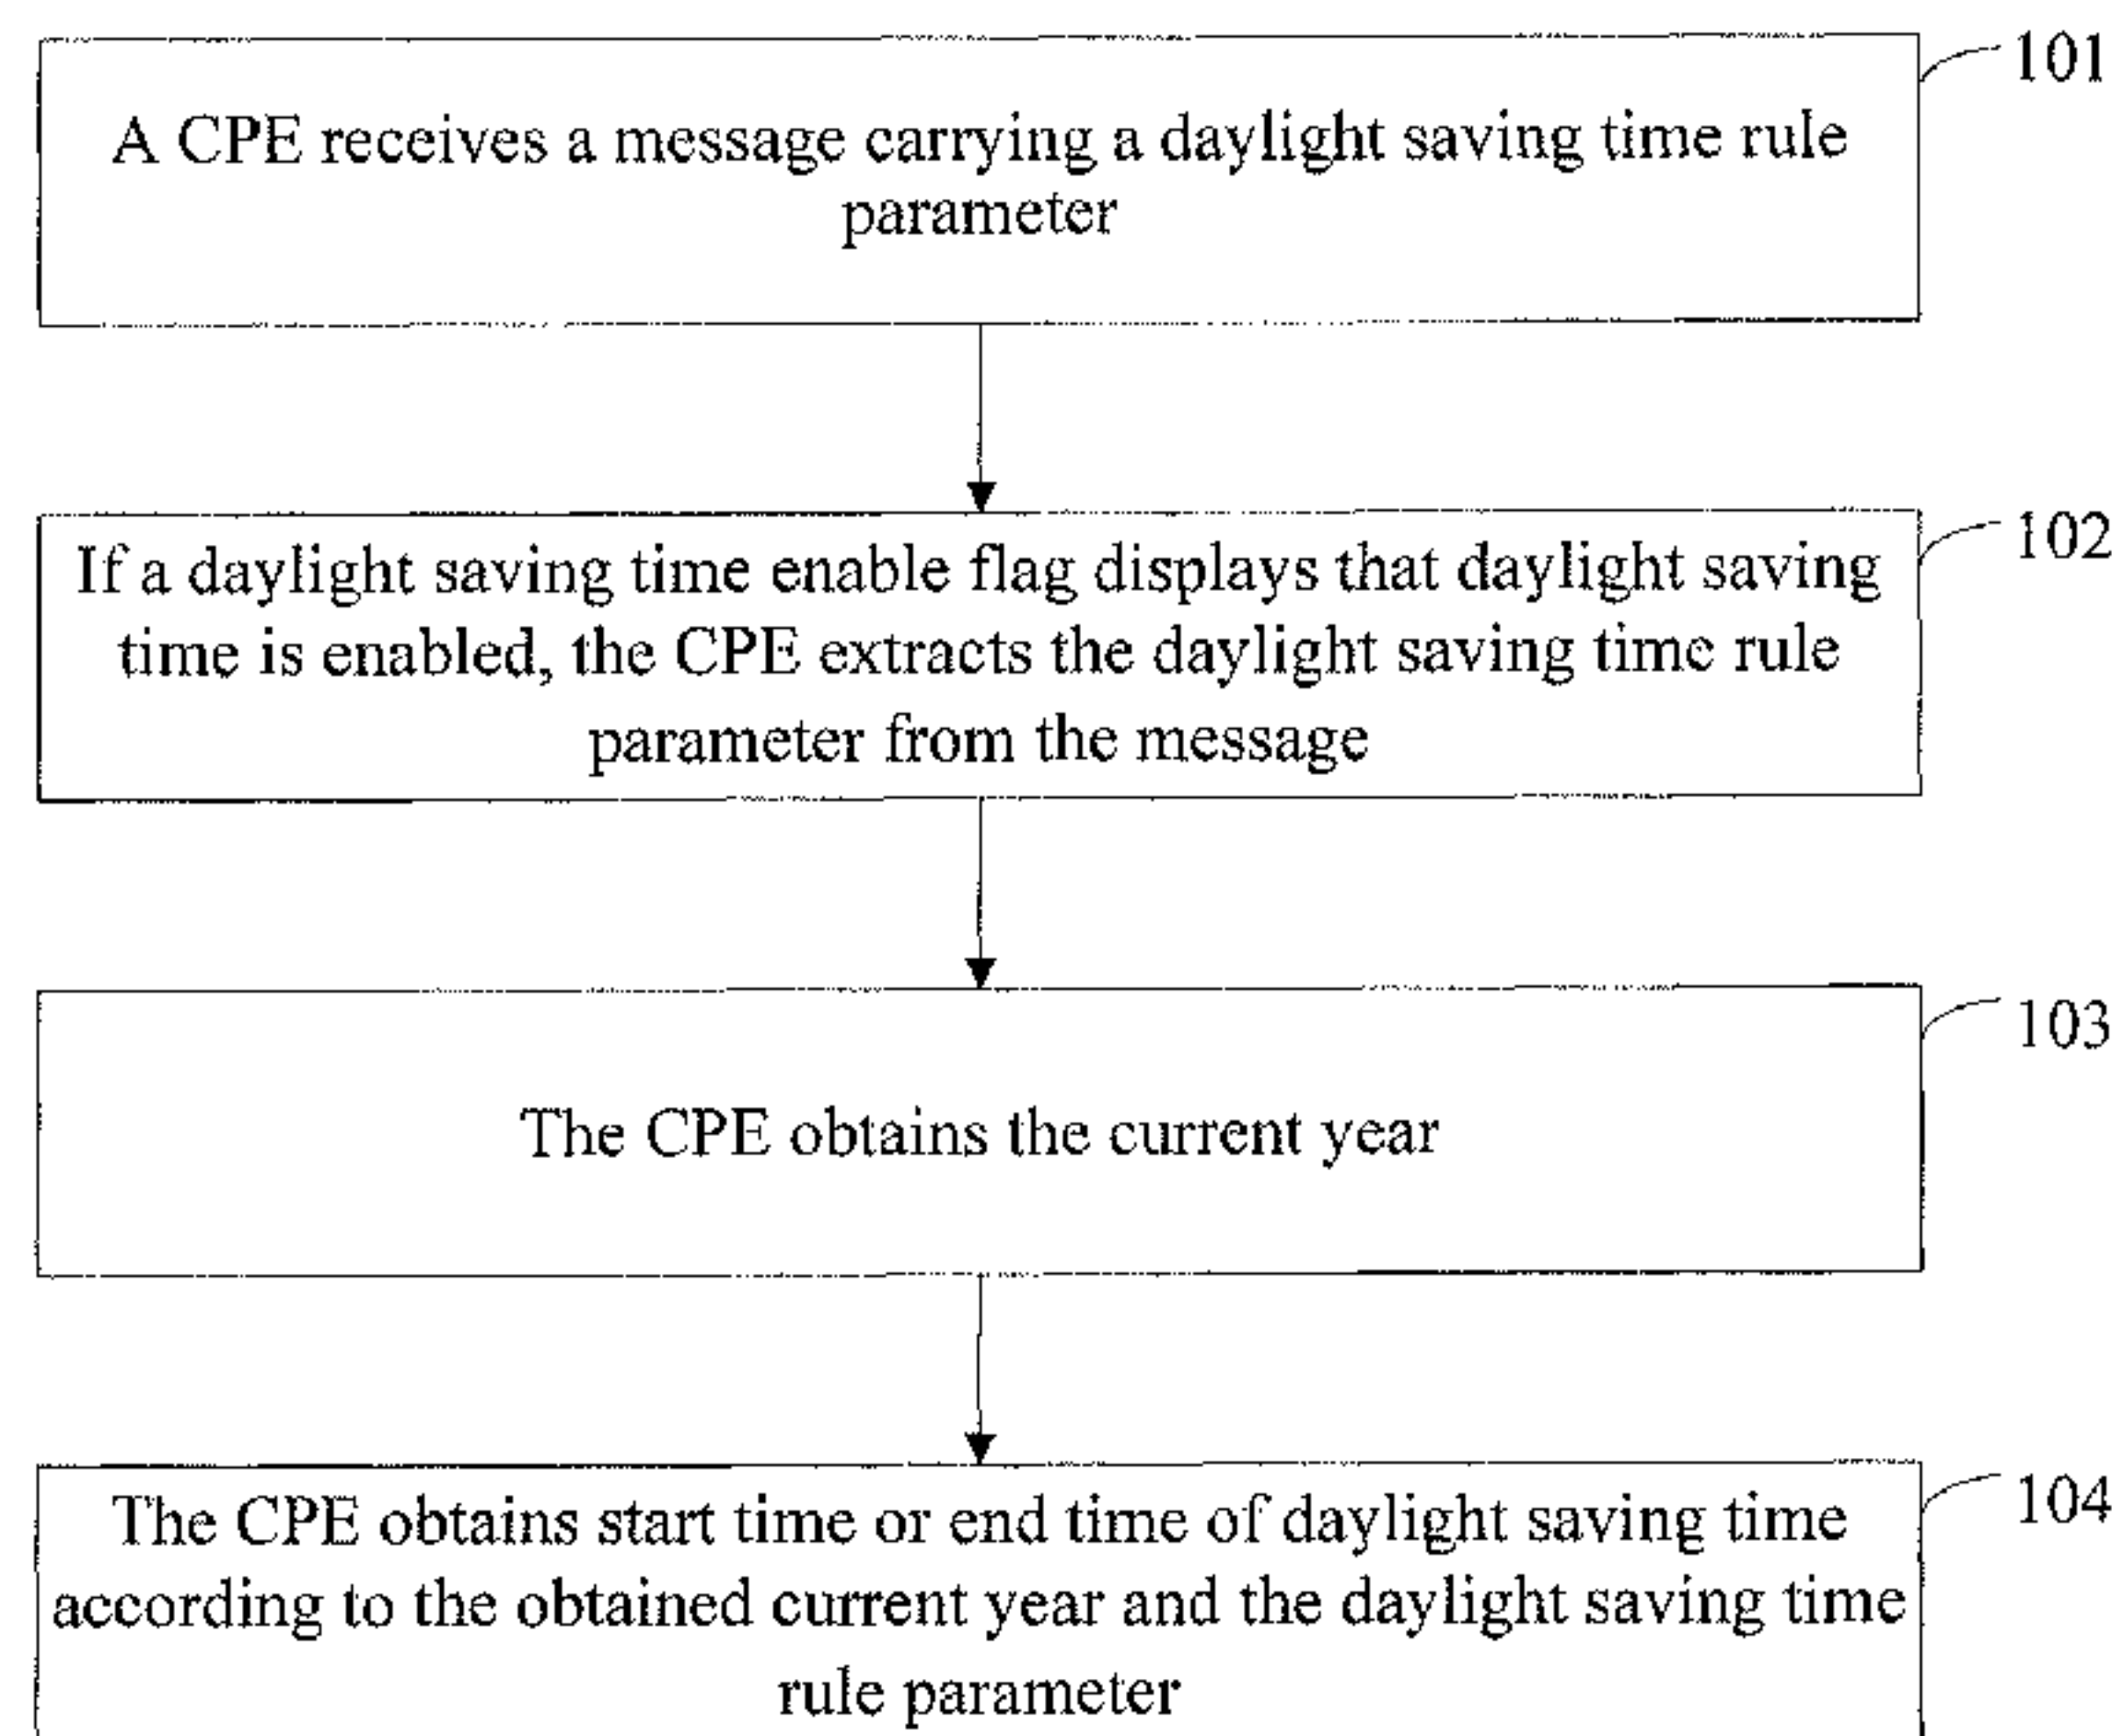 101
A CPE receives a message carrying a daylight saving time rule
parameter
102
If a daylight saving time enable flag displays that daylight saving
time is enabled, the CPE extracts the daylight saving time rule
parameter from the message
103
The CPE obtains the current year
104
The CPE obtains start time or end time of daylight saving time
according to the obtained current year and the daylight saving time
rule parameter